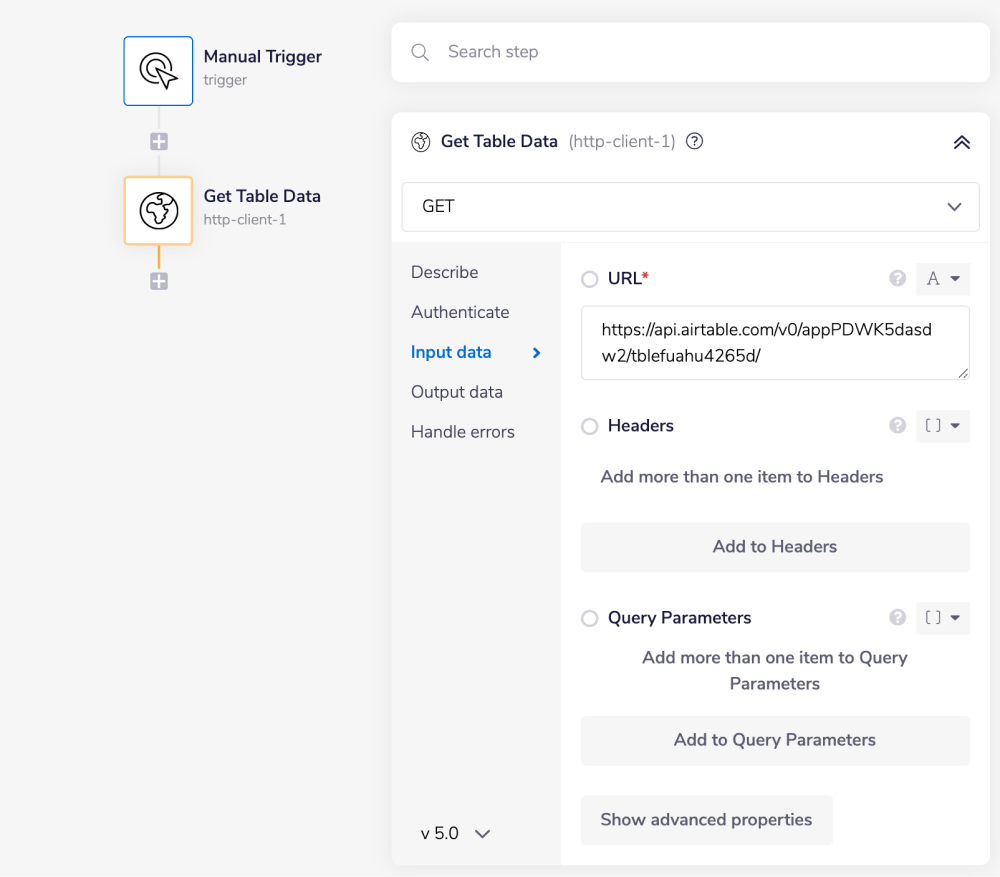 Manual Trigger
trigger
Get Table Data
http-client-1
Search step
Get Table Data (http-client-1)
GET
Describe
Authenticate
Input data
Output data
Handle errors
v 5.0
URL*
A
https://api.airtable.com/v0/appPDWK5dasd
w2/tblefuahu4265d/
Headers
[ ]
Add more than one item to Headers
Add to Headers
Query Parameters
[ ]
Add more than one item to Query
Parameters
Add to Query Parameters
Show advanced properties